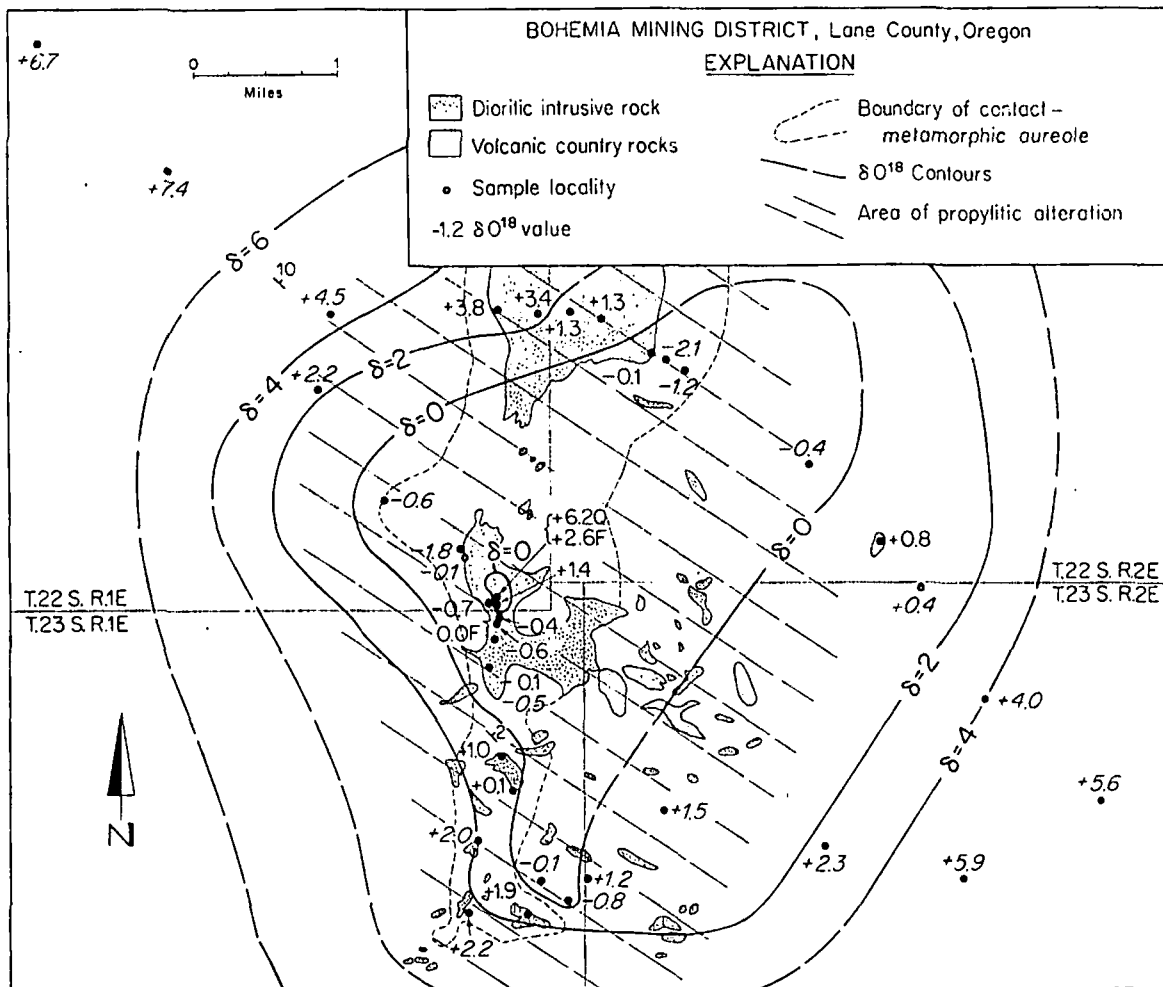 BOHEMIA MINING DISTRICT, Lane County, Oregon
EXPLANATION
Dioritic intrusive rock
Volcanic country rocks
Sample locality
-1.2 δO18 value
Boundary of contact-
metamorphic aureole
δO18 Contours
Area of propylitic alteration
+6.7
0 1
Miles
+7.4
δ=6
10
+4.5
+3.8
+3.4
+1.3
+1.3
-2.1
-0.1
-1.2
δ=2
δ=4
+2.2
δ=0
-0.4
-0.6
+6.2Q
+2.6F
δ=0
δ=0
+0.8
-1.8
-0.1
+1.4
+0.4
T.22 S. R.1E
T.23 S. R.1E
T.22 S. R.2E
T.23 S. R.2E
-0.7
0.0F
-0.4
-0.6
-0.1
-0.5
δ=2
+4.0
δ=4
2
+1.0
+0.1
+1.5
+5.6
N
+2.0
+2.3
-0.1
+1.2
+5.9
-0.8
+1.9
+2.2